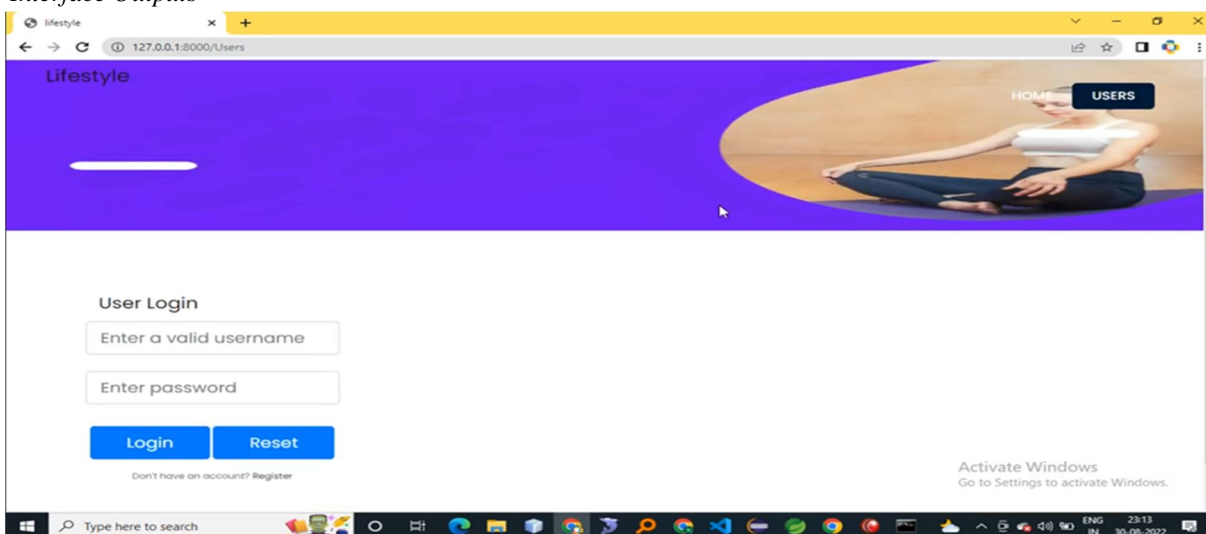 Interface Outputs
lifestyle
127.0.0.1:8000/Users
Lifestyle
HOME
USERS
User Login
Enter a valid username
Enter password
Login
Reset
Don't have an account? Register
Activate Windows
Go to Settings to activate Windows.
Type here to search
ENG
IN
23:13
30-08-2022